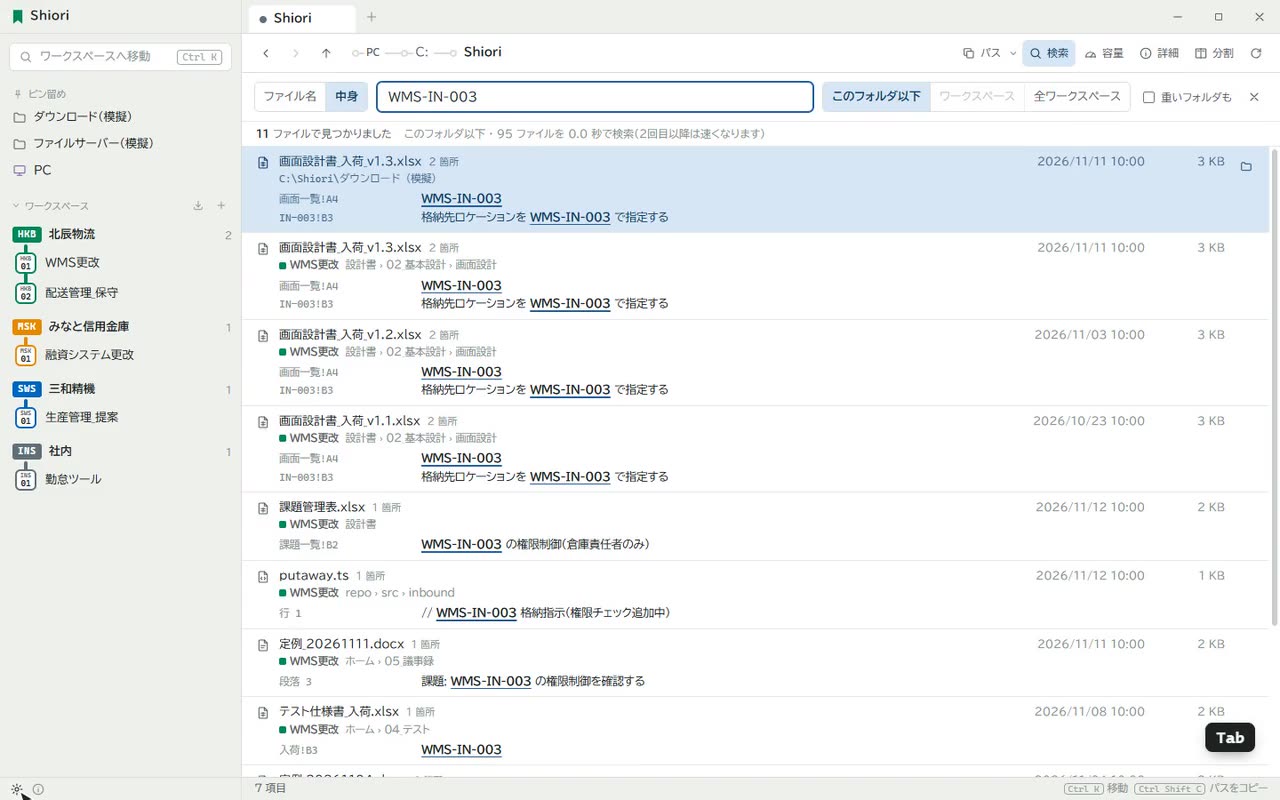 Shiori
Shiori
ワークスペースへ移動 Ctrl K
PC C: Shiori
パス 検索 容量 詳細 分割
ピン留め
ダウンロード(模擬)
ファイルサーバー(模擬)
PC
ワークスペース
HKB 北辰物流 2
HKB 01 WMS更改
HKB 02 配送管理_保守
MSK みなと信用金庫 1
MSK 01 融資システム更改
SWS 三和精機 1
SWS 01 生産管理_提案
INS 社内 1
INS 01 勤怠ツール
ファイル名 中身 WMS-IN-003 このフォルダ以下 ワークスペース 全ワークスペース 重いフォルダも
11 ファイルで見つかりました このフォルダ以下・95 ファイルを 0.0 秒で検索(2回目以降は速くなります)
画面設計書_入荷_v1.3.xlsx 2 箇所 2026/11/11 10:00 3 KB
C:\Shiori\ダウンロード（模擬）
画面一覧!A4 WMS-IN-003
IN-003!B3 格納先ロケーションを WMS-IN-003 で指定する
画面設計書_入荷_v1.3.xlsx 2 箇所 2026/11/11 10:00 3 KB
WMS更改 設計書 › 02 基本設計 › 画面設計
画面一覧!A4 WMS-IN-003
IN-003!B3 格納先ロケーションを WMS-IN-003 で指定する
画面設計書_入荷_v1.2.xlsx 2 箇所 2026/11/03 10:00 3 KB
WMS更改 設計書 › 02 基本設計 › 画面設計
画面一覧!A4 WMS-IN-003
IN-003!B3 格納先ロケーションを WMS-IN-003 で指定する
画面設計書_入荷_v1.1.xlsx 2 箇所 2026/10/23 10:00 3 KB
WMS更改 設計書 › 02 基本設計 › 画面設計
画面一覧!A4 WMS-IN-003
IN-003!B3 格納先ロケーションを WMS-IN-003 で指定する
課題管理表.xlsx 1 箇所 2026/11/12 10:00 2 KB
WMS更改 設計書
課題一覧!B2 WMS-IN-003 の権限制御(倉庫責任者のみ)
putaway.ts 1 箇所 2026/11/12 10:00 1 KB
WMS更改 repo › src › inbound
行 1 // WMS-IN-003 格納指示(権限チェック追加中)
定例_20261111.docx 1 箇所 2026/11/11 10:00 2 KB
WMS更改 ホーム › 05 議事録
段落 3 課題: WMS-IN-003 の権限制御を確認する
テスト仕様書_入荷.xlsx 1 箇所 2026/11/08 10:00 2 KB
WMS更改 ホーム › 04 テスト
入荷!B3 WMS-IN-003
Tab
7 項目 Ctrl K 移動 Ctrl Shift C パスをコピー